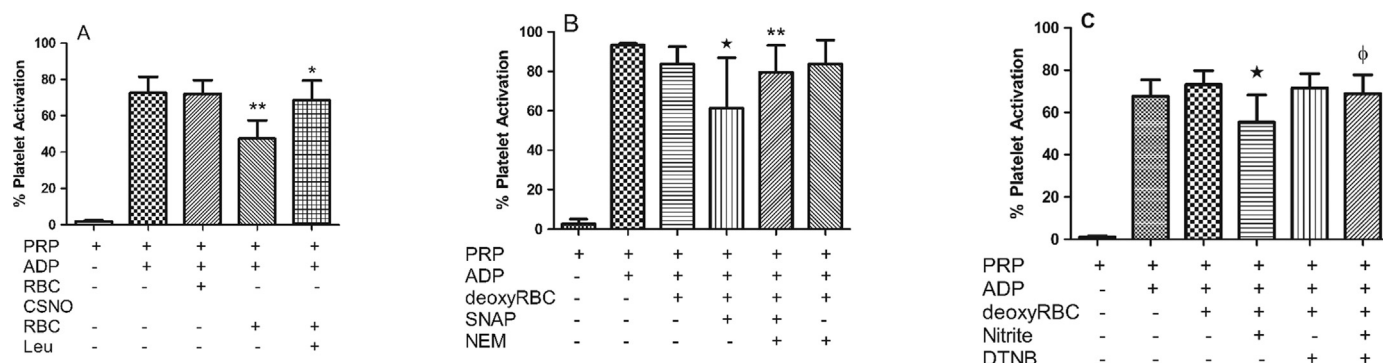 A
% Platelet Activation
100
80
60
40
20
0
**
*
PRP + + + + +
ADP - + + + +
RBC - - + - -
CSNO
RBC - - - + +
Leu - - - - +
B
% Platelet Activation
100
80
60
40
20
0
★
**
PRP + + + + + +
ADP - + + + + +
deoxyRBC - - + + + +
SNAP - - - + + -
NEM - - - - + +
C
% Platelet Activation
100
80
60
40
20
0
★
ϕ
PRP + + + + + +
ADP - + + + + +
deoxyRBC - - + + + +
Nitrite - - - + - +
DTNB - - - - + +